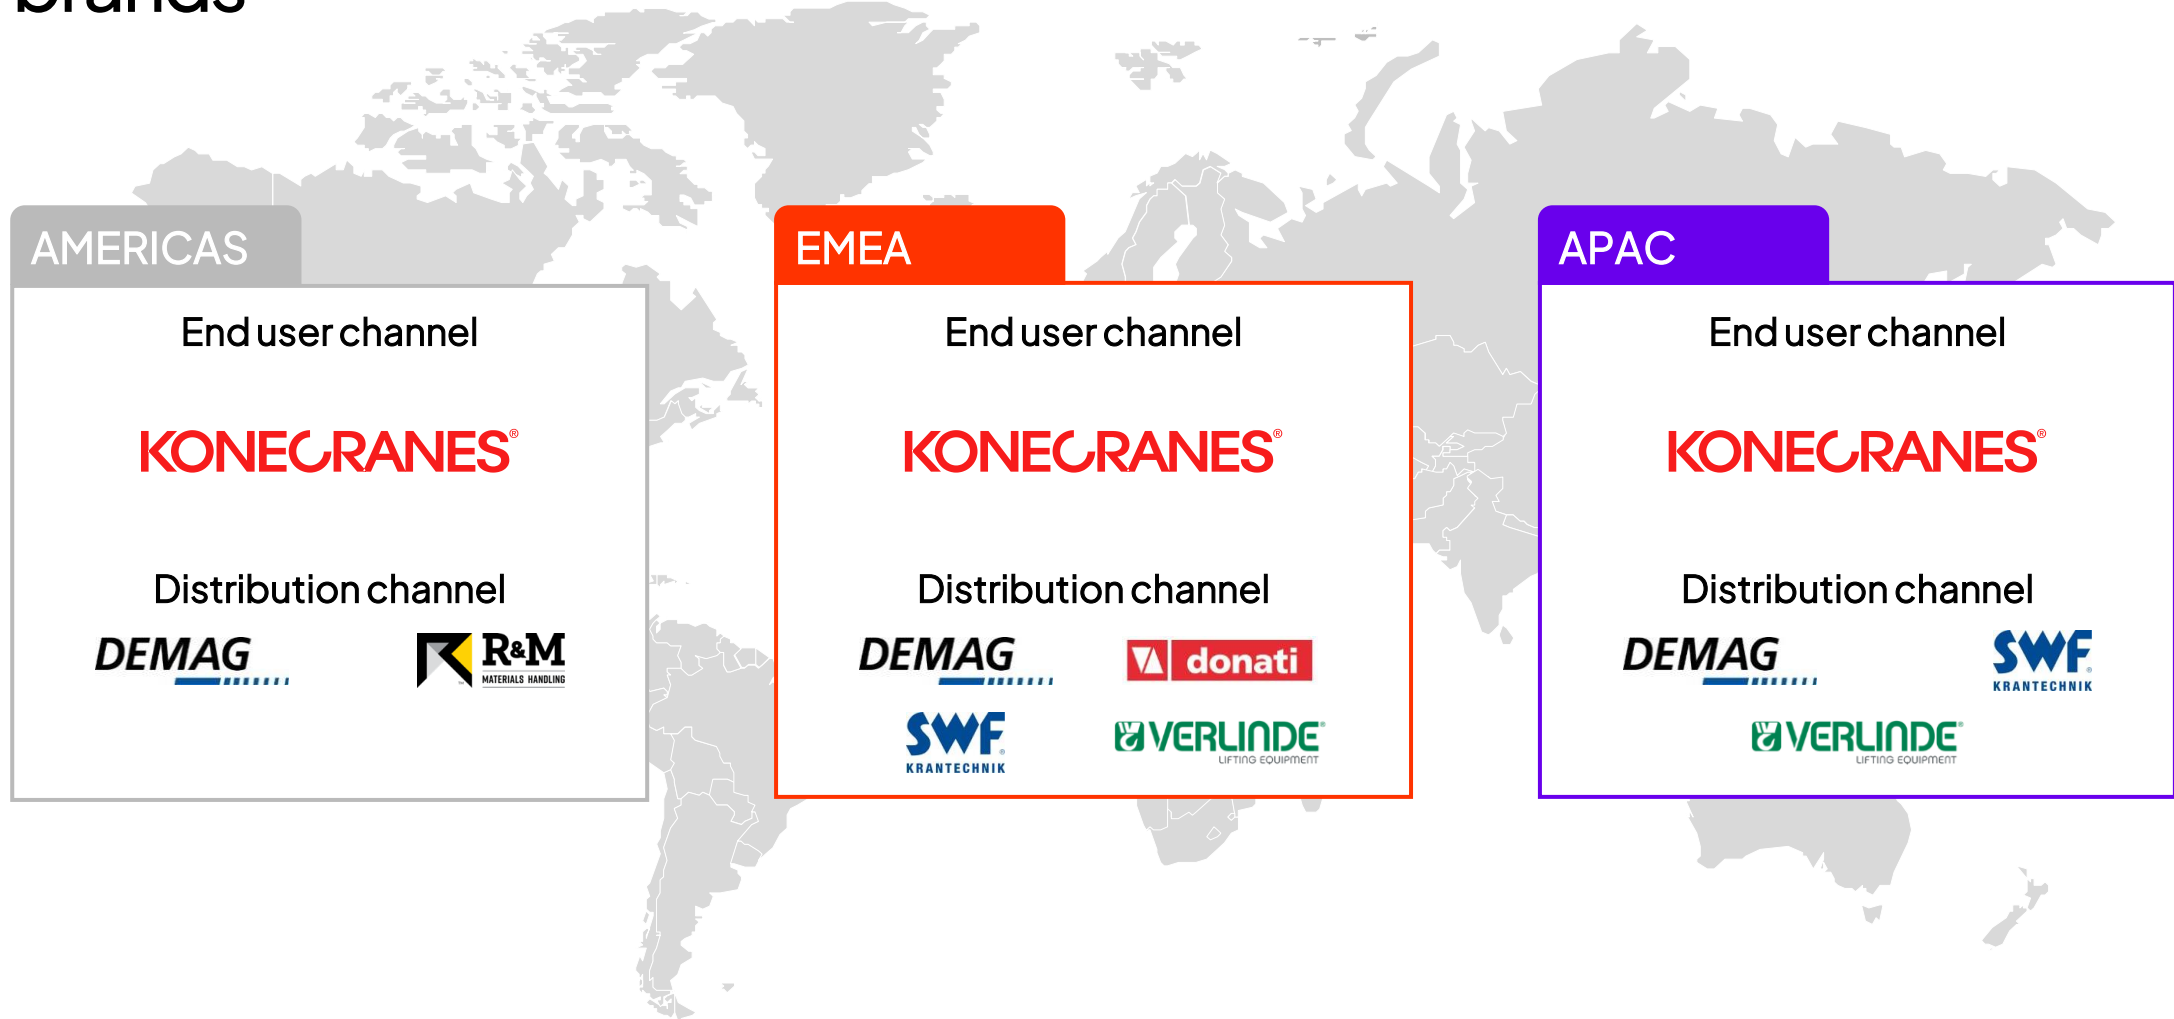 brands
AMERICAS
End user channel
KONECRANES®
Distribution channel
DEMAG
R&M
MATERIALS HANDLING
EMEA
End user channel
KONECRANES®
Distribution channel
DEMAG
donati
SWF
KRANTECHNIK
VERLINDE®
LIFTING EQUIPMENT
APAC
End user channel
KONECRANES®
Distribution channel
DEMAG
SWF
KRANTECHNIK
VERLINDE®
LIFTING EQUIPMENT